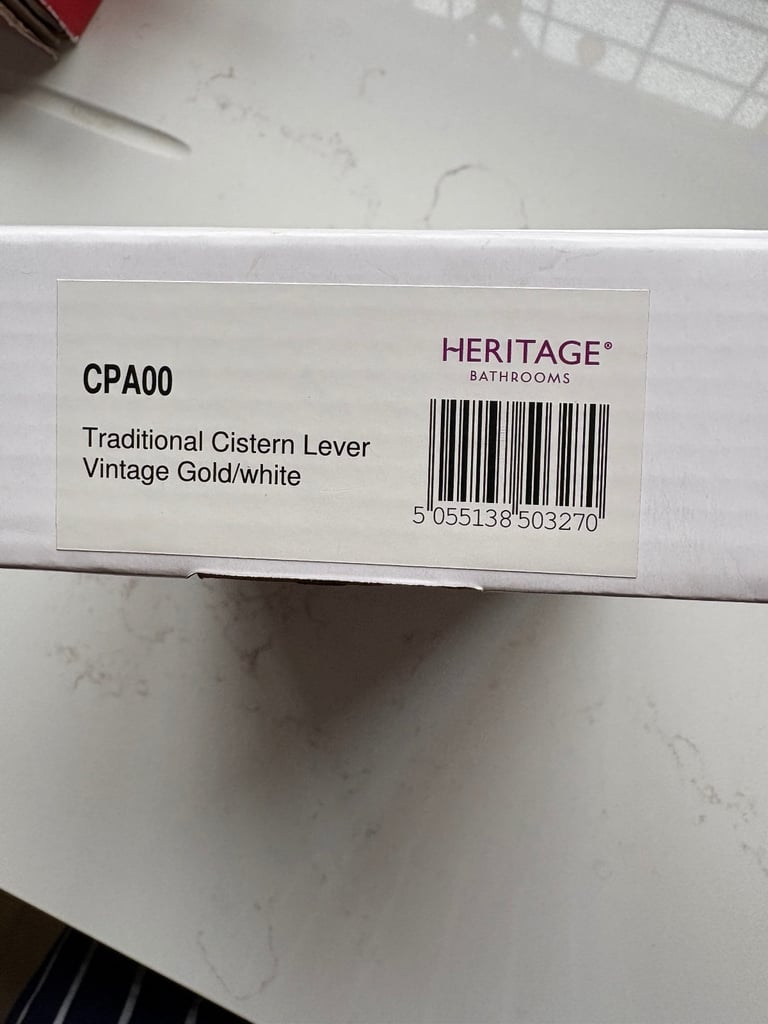 CPA00
Traditional Cistern Lever
Vintage Gold/white
HERITAGE®
BATHROOMS
5 055138 503270